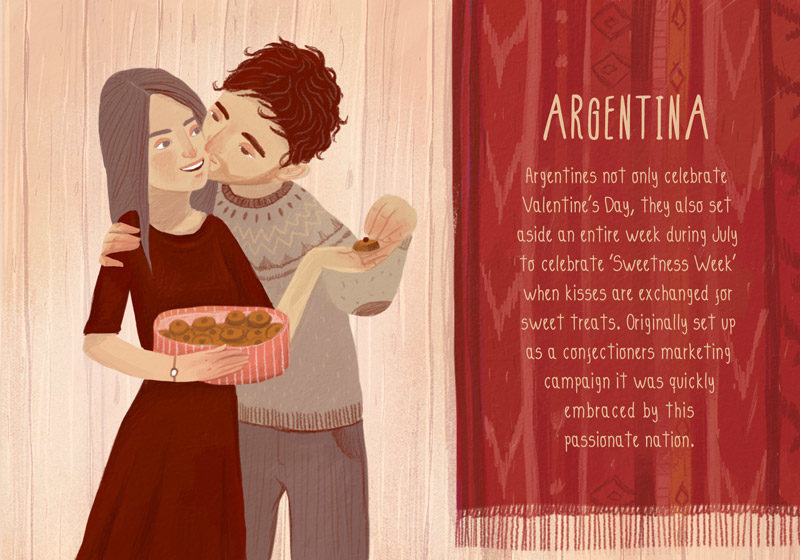 ARGENTINA
Argentines not only celebrate
Valentine's Day, they also set
aside an entire week during July
to celebrate 'Sweetness Week'
when kisses are exchanged for
sweet treats. Originally set up
as a confectioners marketing
campaign it was quickly
embraced by this
passionate nation.